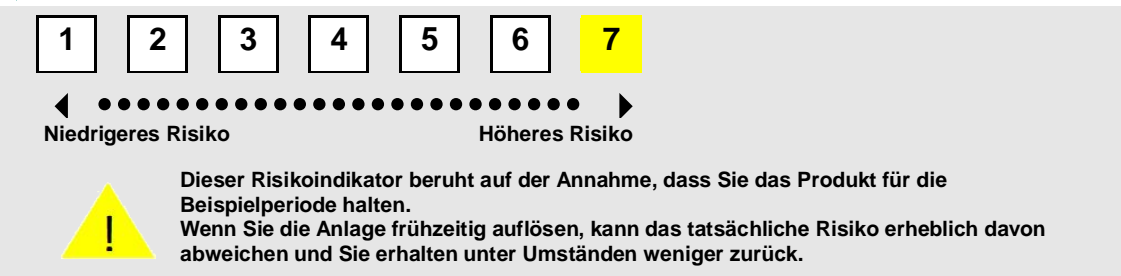 1 2 3 4 5 6 7
Niedrigeres Risiko Höheres Risiko
!
Dieser Risikoindikator beruht auf der Annahme, dass Sie das Produkt für die
Beispielperiode halten.
Wenn Sie die Anlage frühzeitig auflösen, kann das tatsächliche Risiko erheblich davon
abweichen und Sie erhalten unter Umständen weniger zurück.